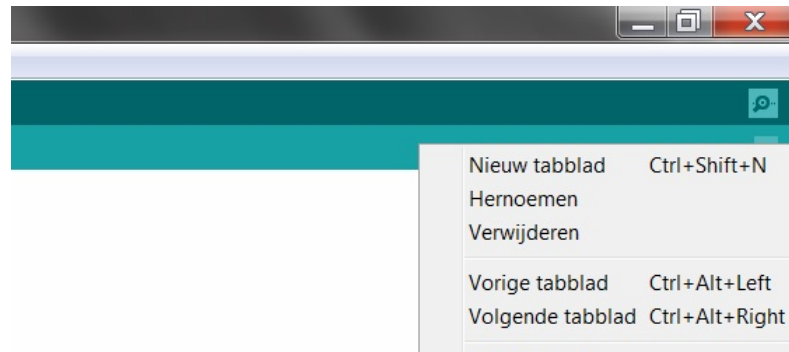 Nieuw tabblad Ctrl+Shift+N
Hernoemen
Verwijderen
Vorige tabblad Ctrl+Alt+Left
Volgende tabblad Ctrl+Alt+Right